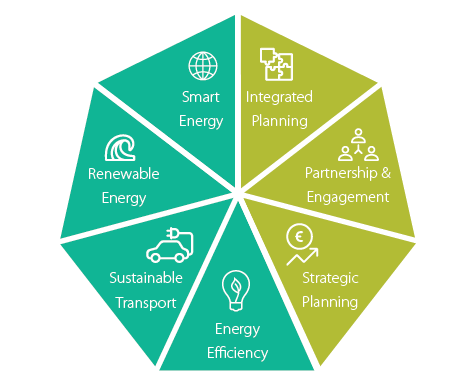 Smart
Energy
Integrated
Planning
Renewable
Energy
Partnership &
Engagement
Sustainable
Transport
€
Strategic
Planning
Energy
Efficiency